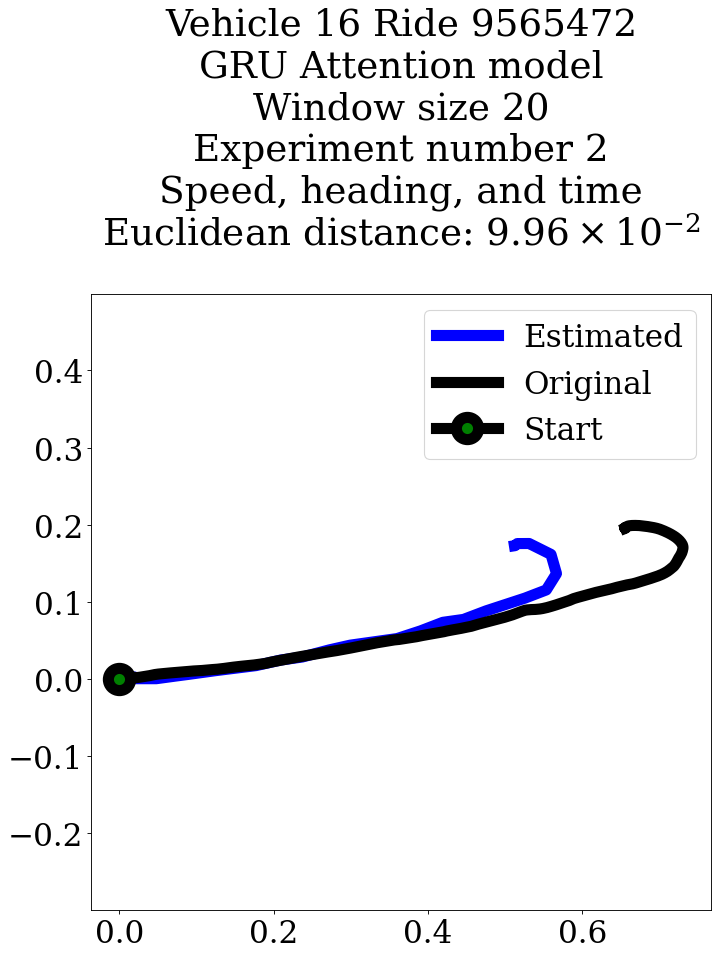 Vehicle 16 Ride 9565472
GRU Attention model
Window size 20
Experiment number 2
Speed, heading, and time
Euclidean distance: 9.96 × 10⁻²
Estimated
Original
Start
0.4
0.3
0.2
0.1
0.0
−0.1
−0.2
0.0 0.2 0.4 0.6